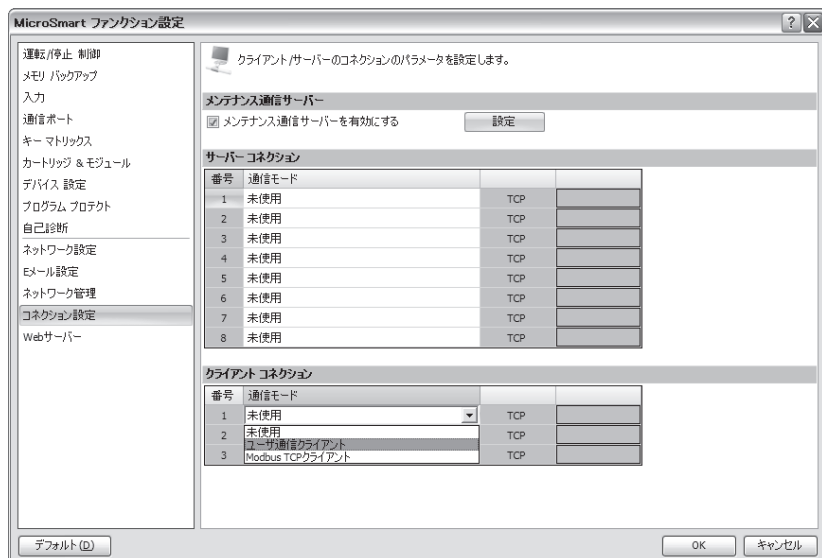 MicroSmart ファンクション設定
運転/停止 制御
メモリ バックアップ
入力
通信ポート
キー マトリックス
カートリッジ & モジュール
デバイス 設定
プログラム プロテクト
自己診断
ネットワーク設定
Eメール設定
ネットワーク管理
コネクション設定
Webサーバー
クライアント/サーバーのコネクションのパラメータを設定します。
メンテナンス通信サーバー
メンテナンス通信サーバーを有効にする 設定
サーバー コネクション
番号 通信モード
1 未使用 TCP
2 未使用 TCP
3 未使用 TCP
4 未使用 TCP
5 未使用 TCP
6 未使用 TCP
7 未使用 TCP
8 未使用 TCP
クライアント コネクション
番号 通信モード
1 未使用 TCP
2 未使用 TCP
ユーザ通信クライアント
3 Modbus TCPクライアント TCP
デフォルト(D) OK キャンセル